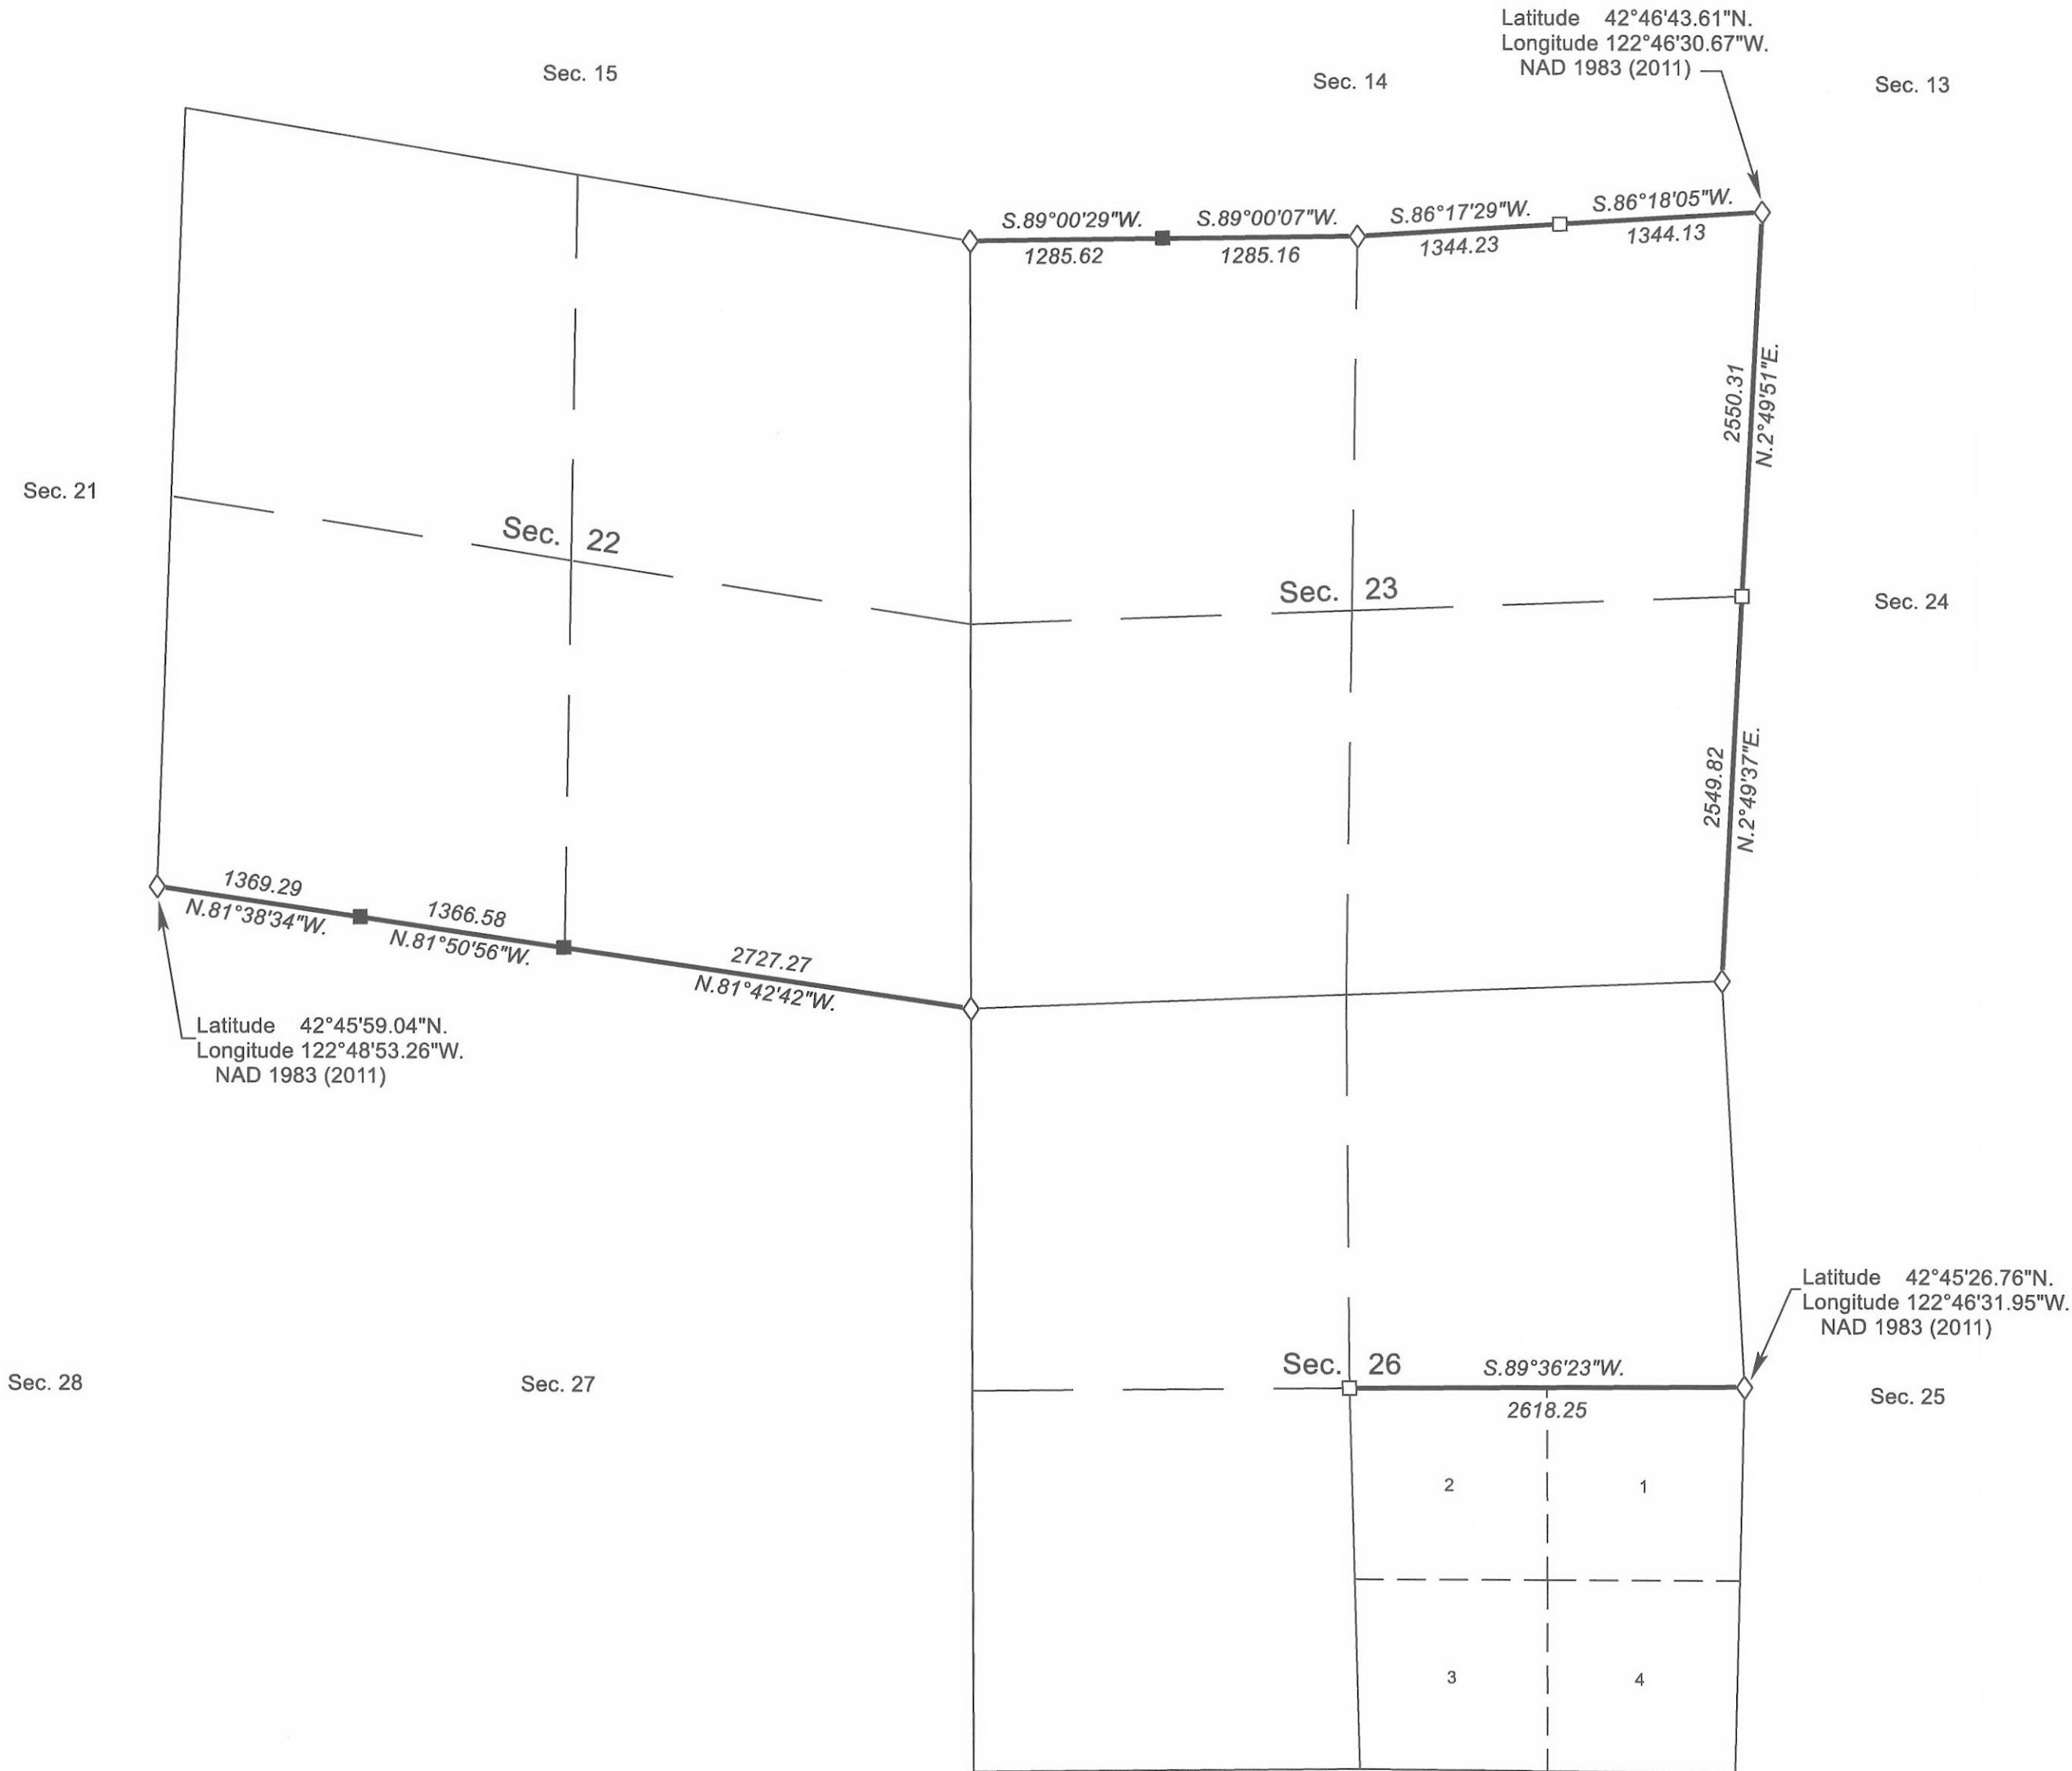 Latitude 42°46'43.61"N.
Longitude 122°46'30.67"W.
NAD 1983 (2011)
Sec. 15
Sec. 14
Sec. 13
S.89°00'29"W.
S.89°00'07"W.
S.86°17'29"W.
S.86°18'05"W.
1285.62
1285.16
1344.23
1344.13
2550.31
N.2°49'51"E.
Sec. 21
Sec. 22
Sec. 23
Sec. 24
2549.82
N.2°49'37"E.
1369.29
N.81°38'34"W.
1366.58
N.81°50'56"W.
2727.27
N.81°42'42"W.
Latitude 42°45'59.04"N.
Longitude 122°48'53.26"W.
NAD 1983 (2011)
Latitude 42°45'26.76"N.
Longitude 122°46'31.95"W.
NAD 1983 (2011)
Sec. 28
Sec. 27
Sec. 26
S.89°36'23"W.
2618.25
Sec. 25
2
1
3
4